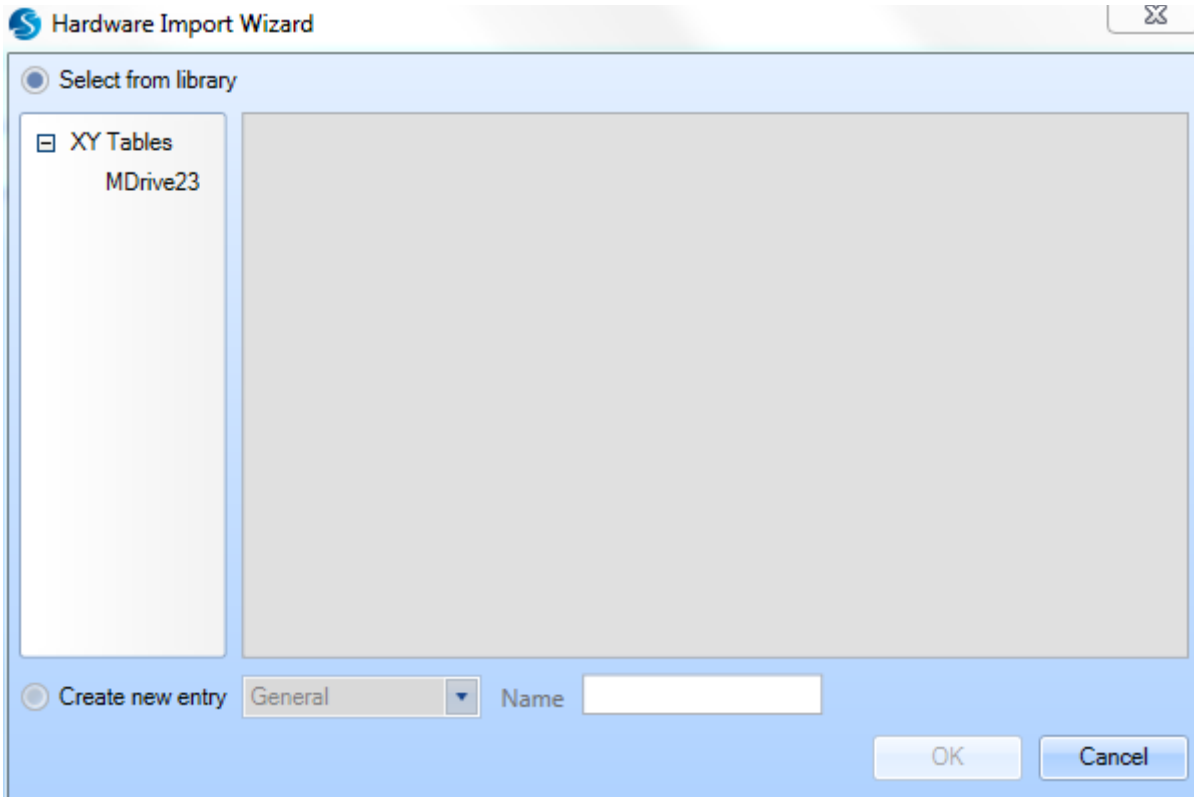 Hardware Import Wizard
Select from library
XY Tables
MDrive23
Create new entry General Name
OK Cancel